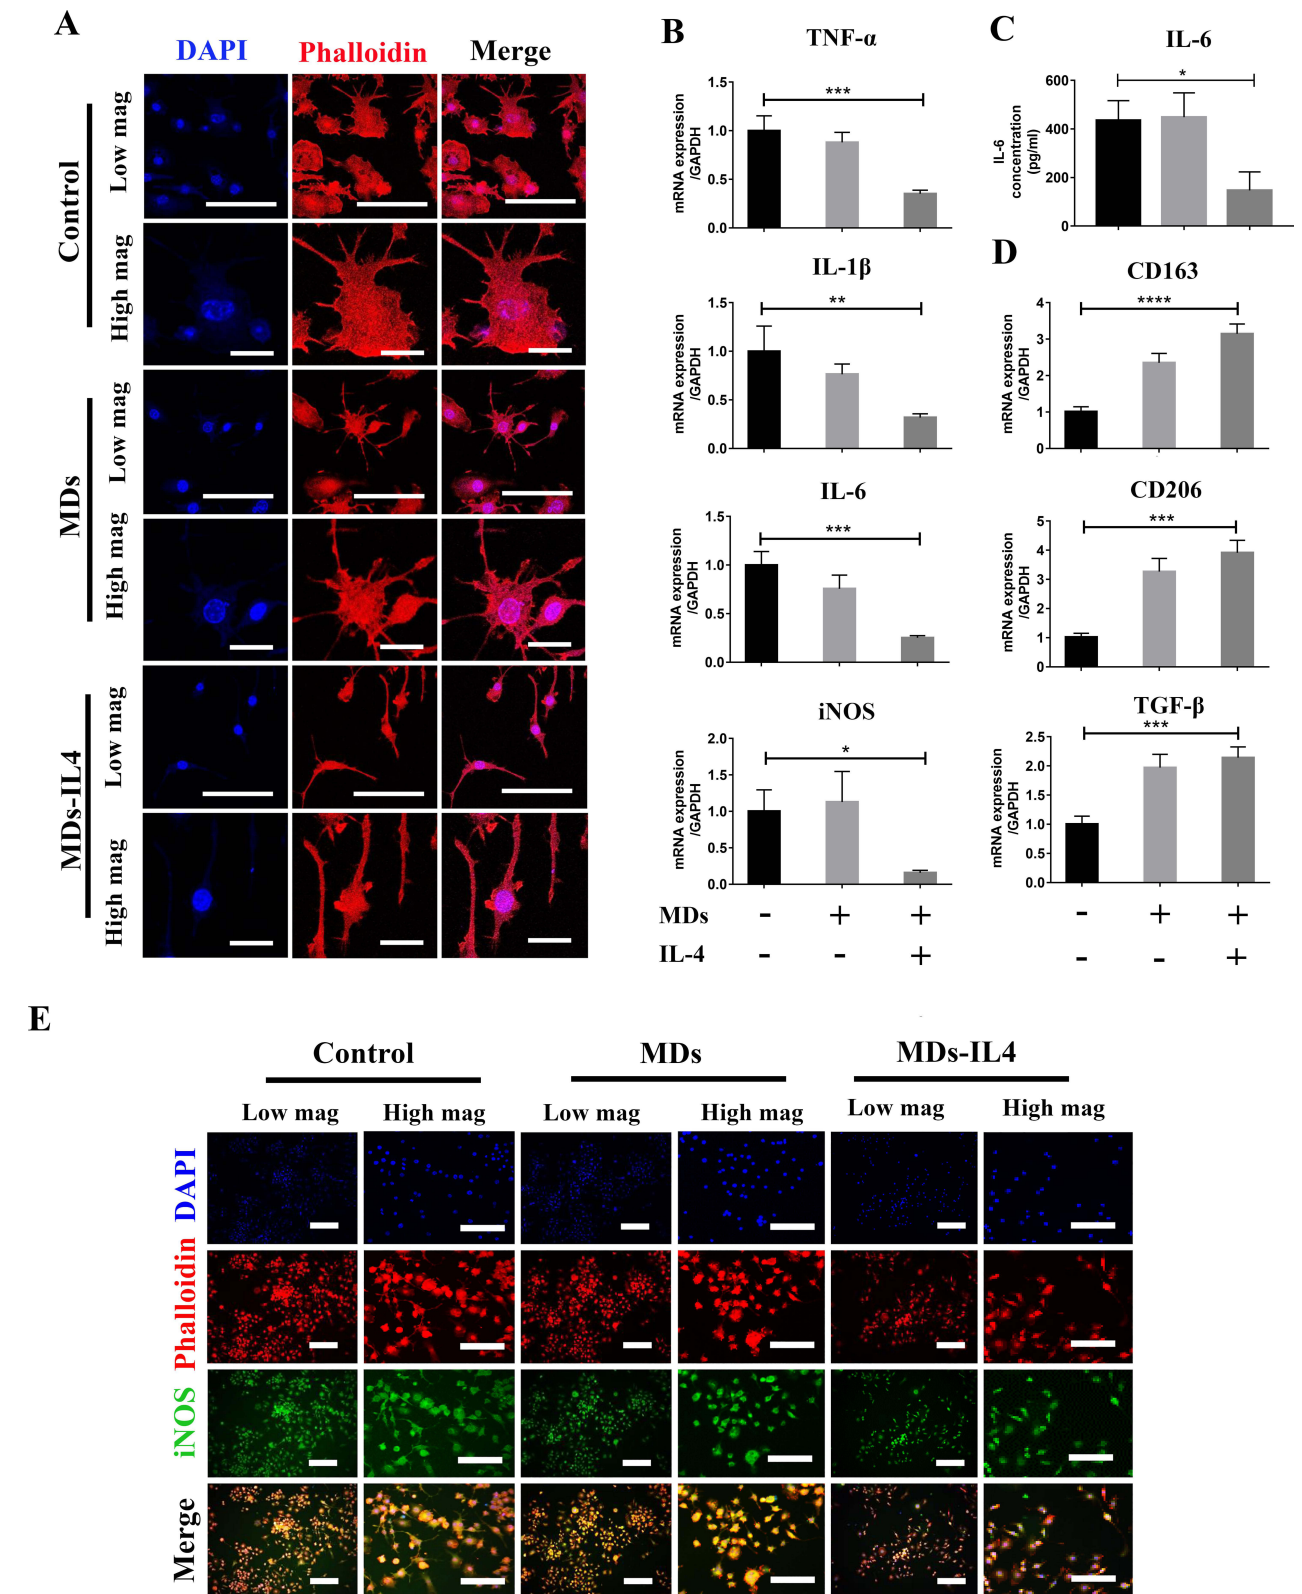 A
DAPI Phalloidin Merge
Control
Low mag
High mag
MDs
Low mag
High mag
MDs-IL4
Low mag
High mag
B
TNF-α
mRNA expression
/GAPDH
1.5
1.0
0.5
0.0
***
IL-1β
mRNA expression
/GAPDH
1.5
1.0
0.5
0.0
**
IL-6
mRNA expression
/GAPDH
1.5
1.0
0.5
0.0
***
iNOS
mRNA expression
/GAPDH
2.0
1.5
1.0
0.5
0.0
*
MDs - + +
IL-4 - - +
C
IL-6
IL-6
concentration
(pg/ml)
600
400
200
0
*
D
CD163
mRNA expression
/GAPDH
4
3
2
1
0
****
CD206
mRNA expression
/GAPDH
5
4
3
2
1
0
***
TGF-β
mRNA expression
/GAPDH
2.5
2.0
1.5
1.0
0.5
0.0
***
- + +
- - +
E
Control MDs MDs-IL4
Low mag High mag Low mag High mag Low mag High mag
DAPI
Phalloidin
iNOS
Merge